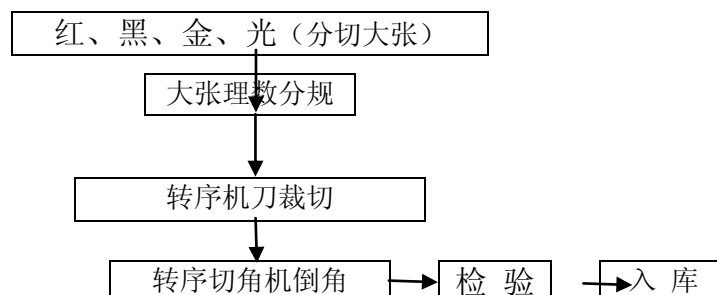 红、黑、金、光（分切大张）
大张理数分规
转序机刀裁切
转序切角机倒角
检 验
入 库